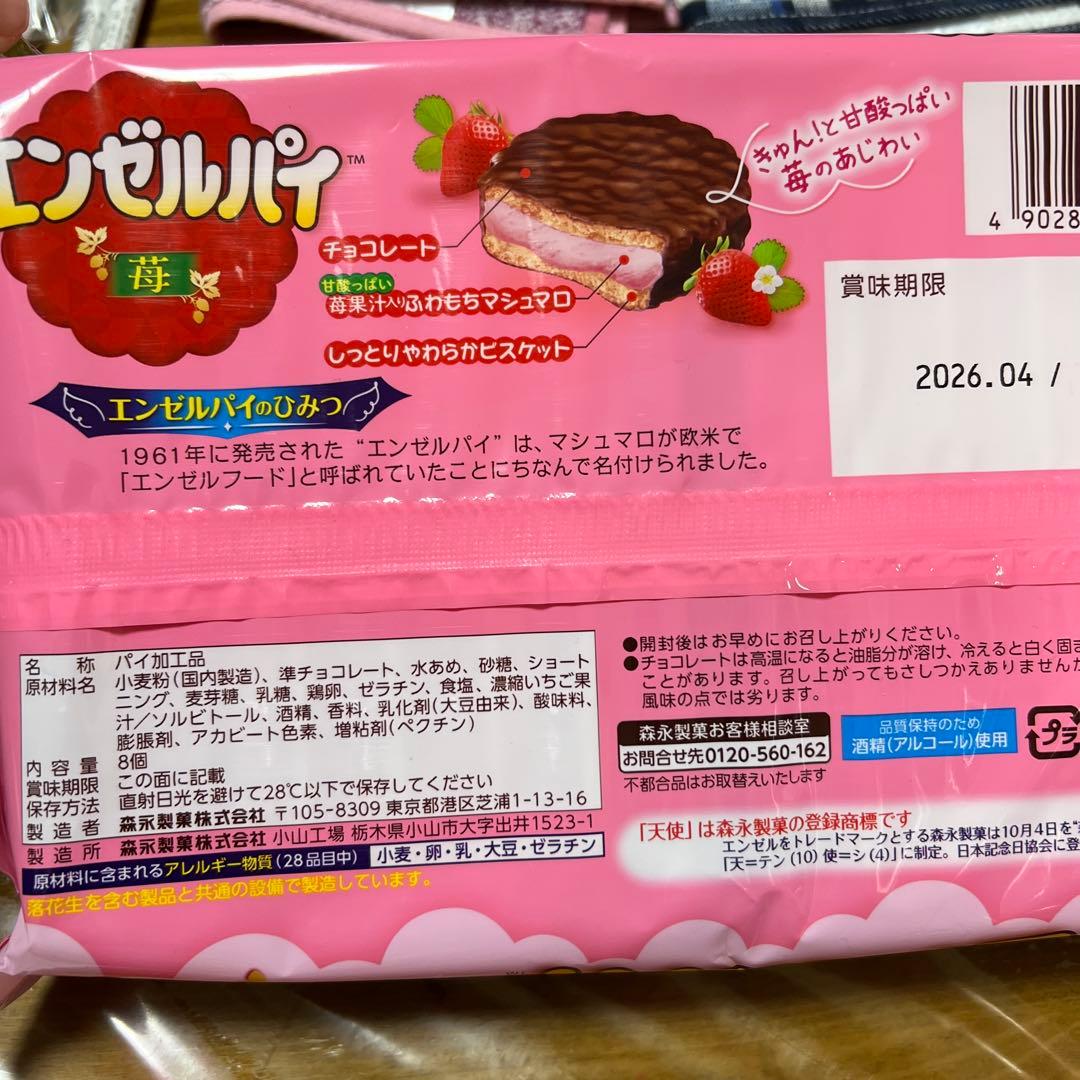 エンゼルパイ™
苺
チョコレート
甘酸っぱい
苺果汁入りふわもちマシュマロ
しっとりやわらかビスケット
きゅん!と甘酸っぱい
苺のあじわい
4 9028
賞味期限
2026.04 /
エンゼルパイのひみつ
1961年に発売された “エンゼルパイ” は、マシュマロが欧米で
「エンゼルフード」と呼ばれていたことにちなんで名付けられました。
名 称 パイ加工品
原材料名 小麦粉(国内製造)、準チョコレート、水あめ、砂糖、ショート
ニング、麦芽糖、乳糖、鶏卵、ゼラチン、食塩、濃縮いちご果
汁/ソルビトール、酒精、香料、乳化剤(大豆由来)、酸味料、
膨脹剤、アカビート色素、増粘剤(ペクチン)
内容量 8個
賞味期限 この面に記載
保存方法 直射日光を避けて28℃以下で保存してください
製造者 森永製菓株式会社 〒105-8309 東京都港区芝浦1-13-16
製造所 森永製菓株式会社 小山工場 栃木県小山市大字出井1523-1
原材料に含まれるアレルギー物質(28品目中) 小麦・卵・乳・大豆・ゼラチン
落花生を含む製品と共通の設備で製造しています。
●開封後はお早めにお召し上がりください。
●チョコレートは高温になると油脂分が溶け、冷えると白く固ま
ことがあります。召し上がってもさしつかえありませんが
風味の点では劣ります。
森永製菓お客様相談室
お問合せ先0120-560-162
不都合品はお取替えいたします
品質保持のため
酒精(アルコール)使用
プラ
「天使」は森永製菓の登録商標です
エンゼルをトレードマークとする森永製菓は10月4日を“
「天=テン(10) 使=シ(4)」に制定。日本記念日協会に登